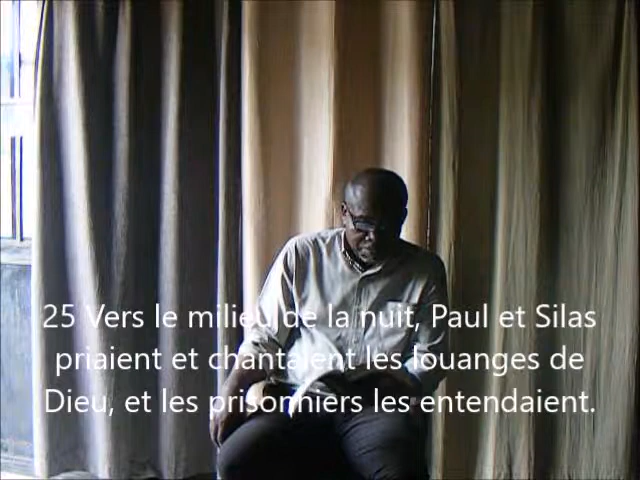 25 Vers le milieu de la nuit, Paul et Silas
priaient et chantaient les louanges de
Dieu, et les prisonniers les entendaient.